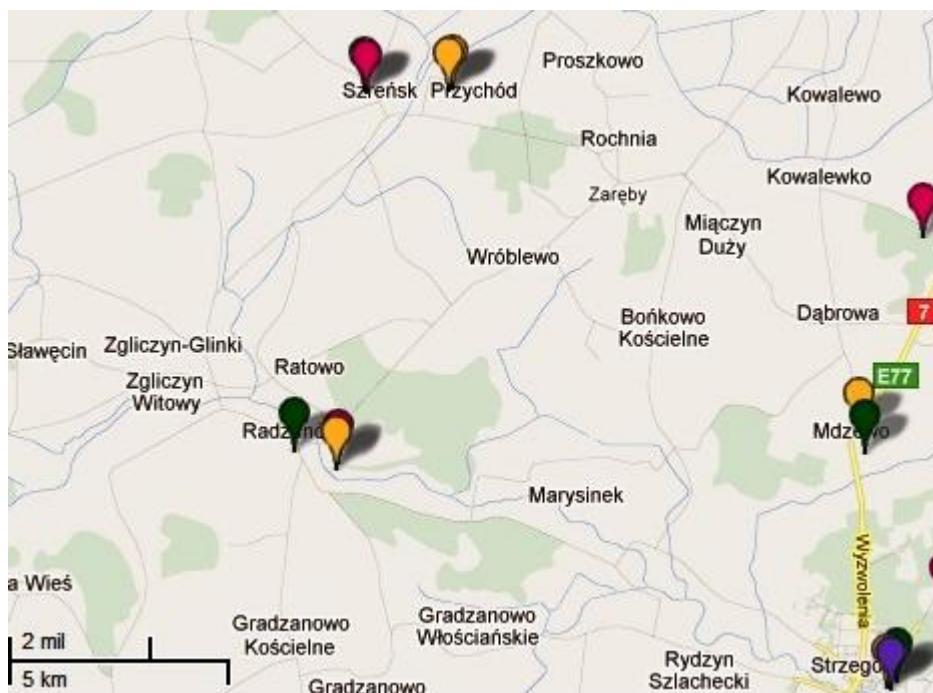 Szreńsk
Przychód
Proszkowo
Kowalewo
Rochnia
Kowalewko
Zaręby
Miączyn
Duży
Wróblewo
Bońkowo
Kościelne
Dąbrowa
7
Sławęcin
Zgliczyn-Glinki
Ratowo
Zgliczyn
Witowy
E77
Marysinek
Wyzwolenia
a Wieś
Gradzanowo
Kościelne
Gradzanowo
Włościańskie
2 mil
5 km
Rydzyn
Szlachecki
Gradzanowo